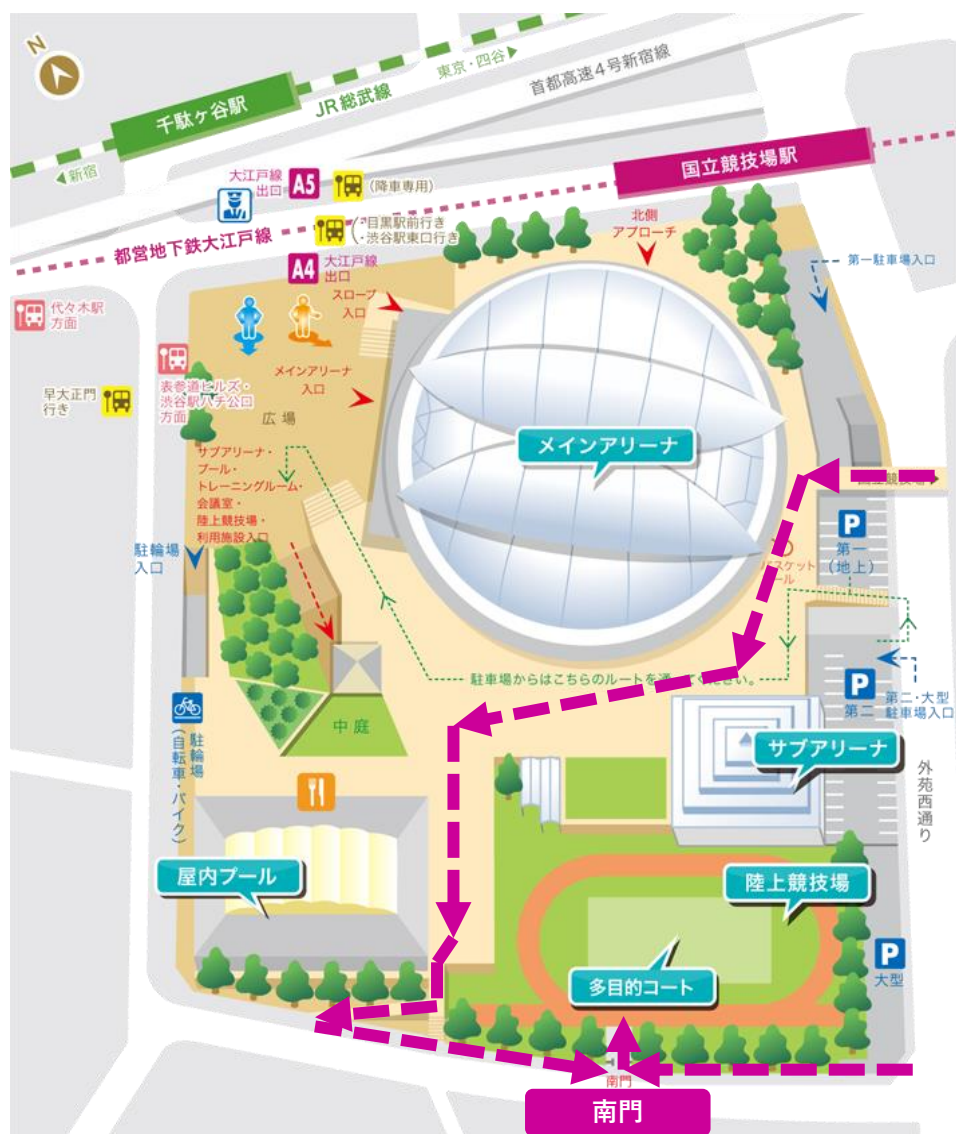 N
千駄ヶ谷駅
JR総武線
東京・四谷▶
首都高速4号新宿線
◀新宿
国立競技場駅
大江戸線
出口
A5
(降車専用)
都営地下鉄大江戸線
・目黒駅前行き
・渋谷駅東口行き
北側
アプローチ
A4
大江戸線
出口
第一駐車場入口
代々木駅
方面
スロープ
入口
表参道ヒルズ・
渋谷駅ハチ公口
方面
メインアリーナ
入口
早大正門
行き
広場
メインアリーナ
サブアリーナ・
プール・
トレーニングルーム・
会議室・
陸上競技場・
利用施設入口
国立競技場▶
P
第一
(地上)
駐輪場
入口
駐車場からはこちらのルートを通ってください。
P
第二
第二・大型
駐車場入口
中庭
駐輪場
(自転車・バイク)
サブアリーナ
外苑西通り
屋内プール
陸上競技場
P
大型
多目的コート
南門
南門